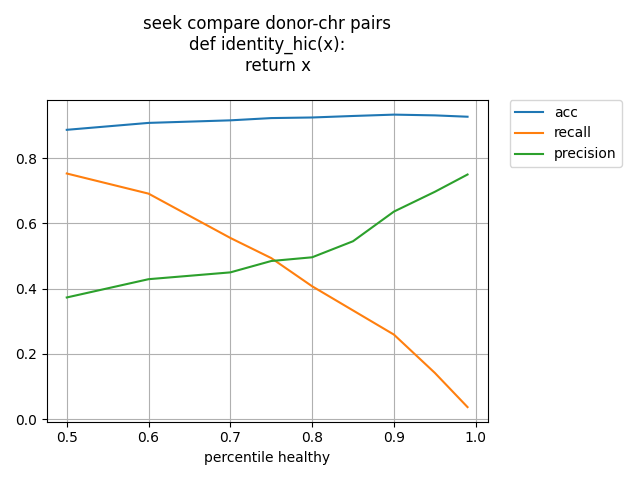 seek compare donor-chr pairs
def identity_hic(x):
return x
acc
recall
precision
0.8
0.6
0.4
0.2
0.0
0.5 0.6 0.7 0.8 0.9 1.0
percentile healthy